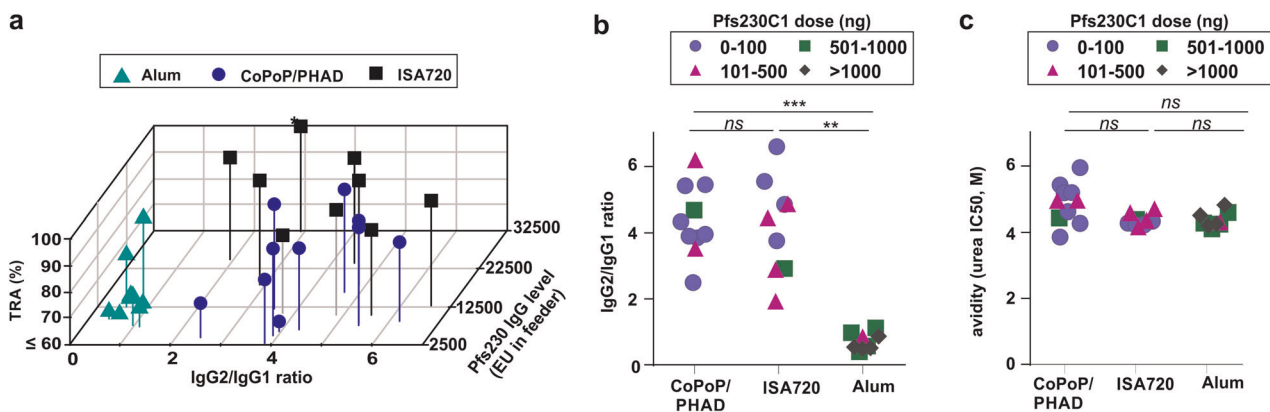 a
Alum CoPoP/PHAD ISA720
*
100
90
80
70
≤ 60
TRA (%)
0 2 4 6
IgG2/IgG1 ratio
32500
22500
12500
2500
Pfs230 IgG level
(EU in feeder)
b
Pfs230C1 dose (ng)
0-100 501-1000
101-500 >1000
***
ns **
6
4
2
0
IgG2/IgG1 ratio
CoPoP/
PHAD
ISA720
Alum
c
Pfs230C1 dose (ng)
0-100 501-1000
101-500 >1000
ns
ns ns
6
4
2
0
avidity (urea IC50, M)
CoPoP/
PHAD
ISA720
Alum